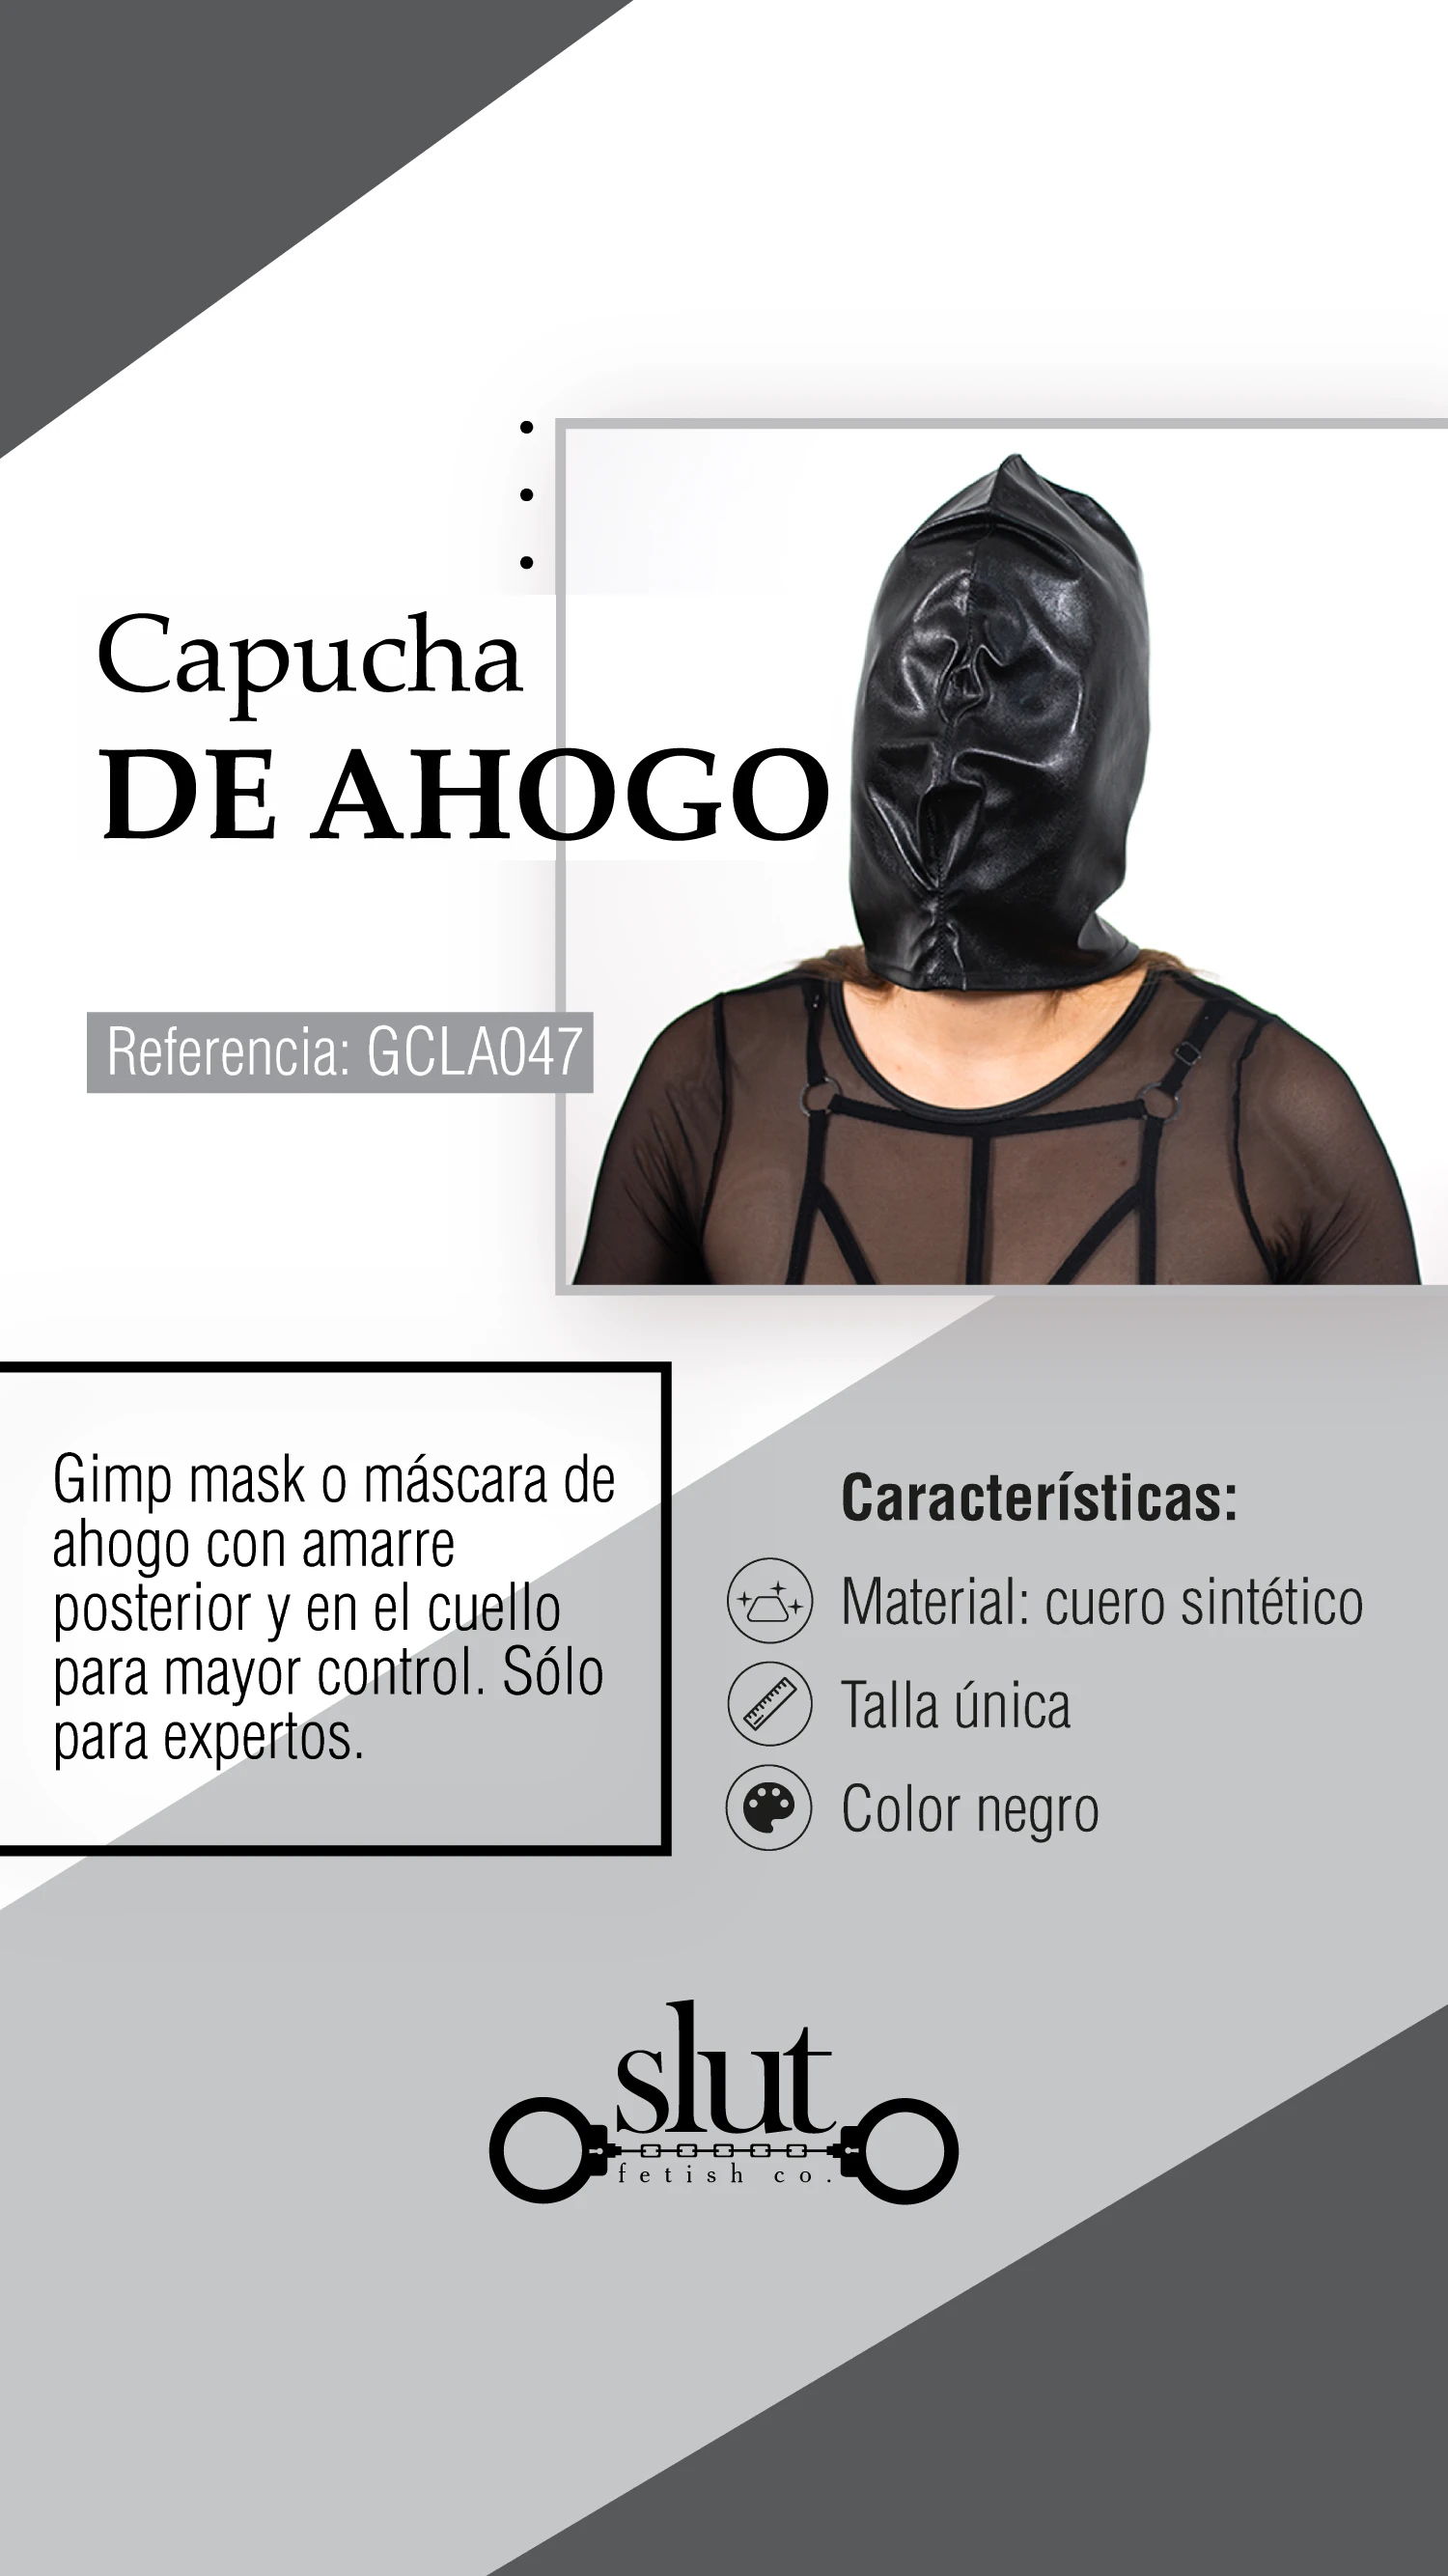 Capucha
DE AHOGO
Referencia: GCLA047
Gimp mask o máscara de
ahogo con amarre
posterior y en el cuello
para mayor control. Sólo
para expertos.
Características:
Material: cuero sintético
Talla única
Color negro
slut
fetish co.